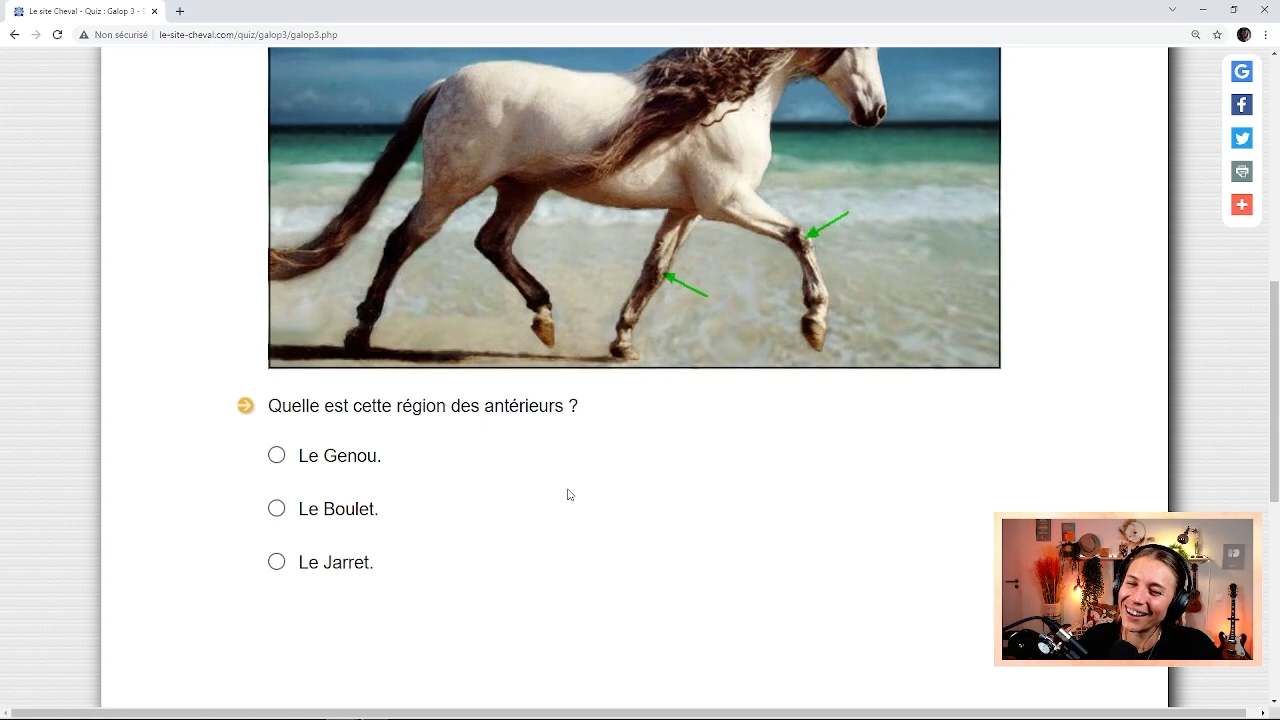 Le site Cheval - Quiz : Galop 3 - 
Non sécurisé
le-site-cheval.com/quiz/galop3/galop3.php
Quelle est cette région des antérieurs ?
Le Genou.
Le Boulet.
Le Jarret.